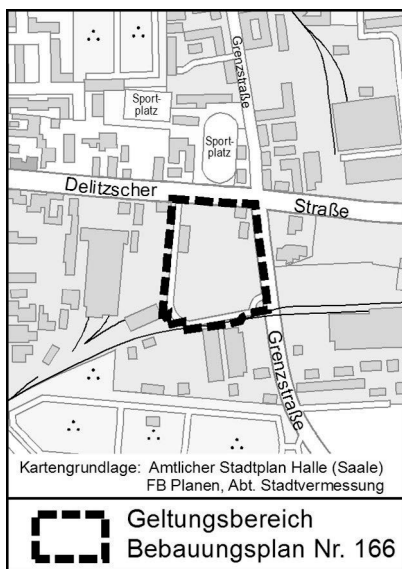 Grenzstraße
Sport-
platz
Sport-
platz
Delitzscher
Straße
Grenzstraße
Kartengrundlage: Amtlicher Stadtplan Halle (Saale)
FB Planen, Abt. Stadtvermessung
Geltungsbereich
Bebauungsplan Nr. 166